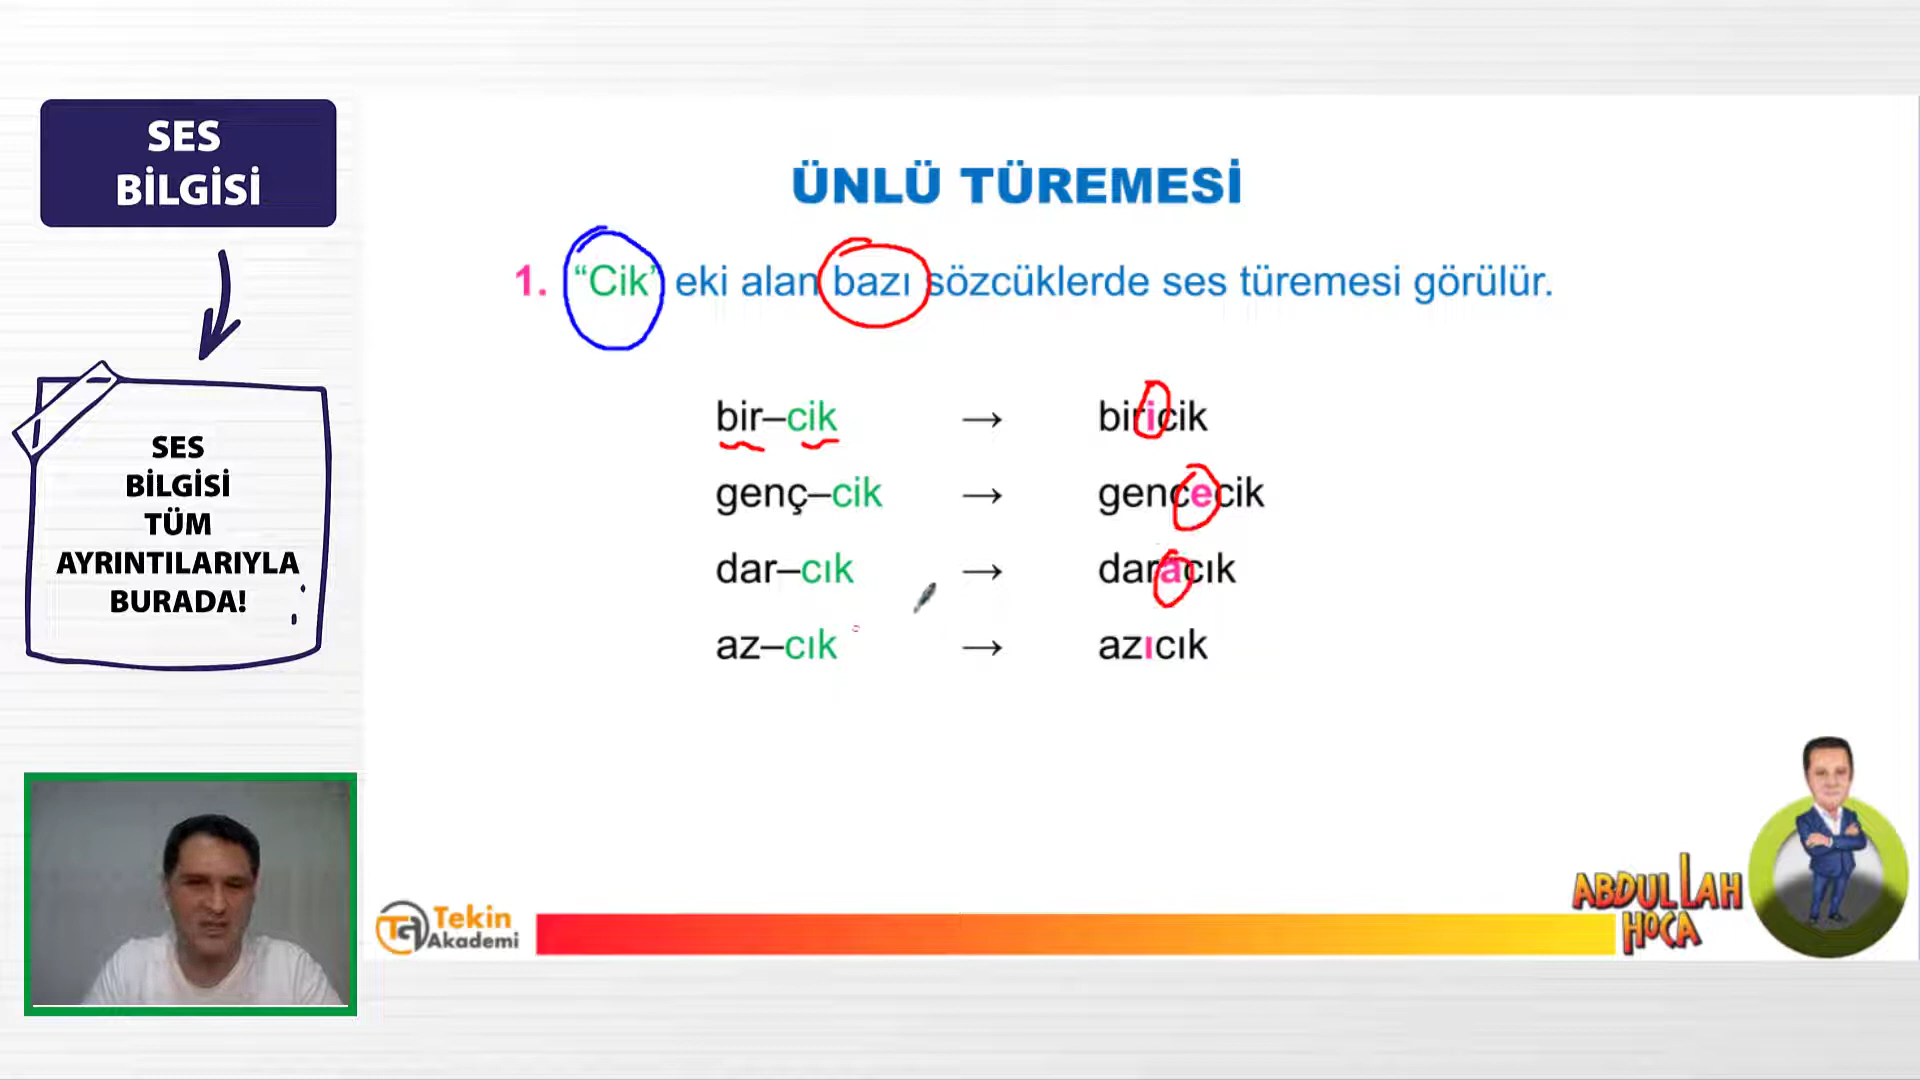 SES
BİLGİSİ
SES
BİLGİSİ
TÜM
AYRINTILARIYLA
BURADA!
ÜNLÜ TÜREMESİ
1. “Cik” eki alan bazı sözcüklerde ses türemesi görülür.
bir–cik → biricik
genç–cik → gencecik
dar–cık → daracık
az–cık → azıcık
TG Tekin
Akademi
ABDULLAH
HOCA